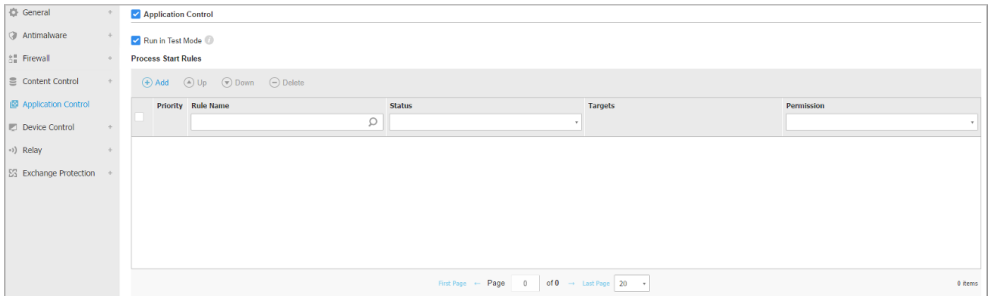 General
Antimalware
Firewall
Content Control
Application Control
Device Control
Relay
Exchange Protection
Application Control
Run in Test Mode
Process Start Rules
Add Up Down Delete
Priority Rule Name Status Targets Permission
First Page ← Page 0 of 0 → Last Page 20 0 items